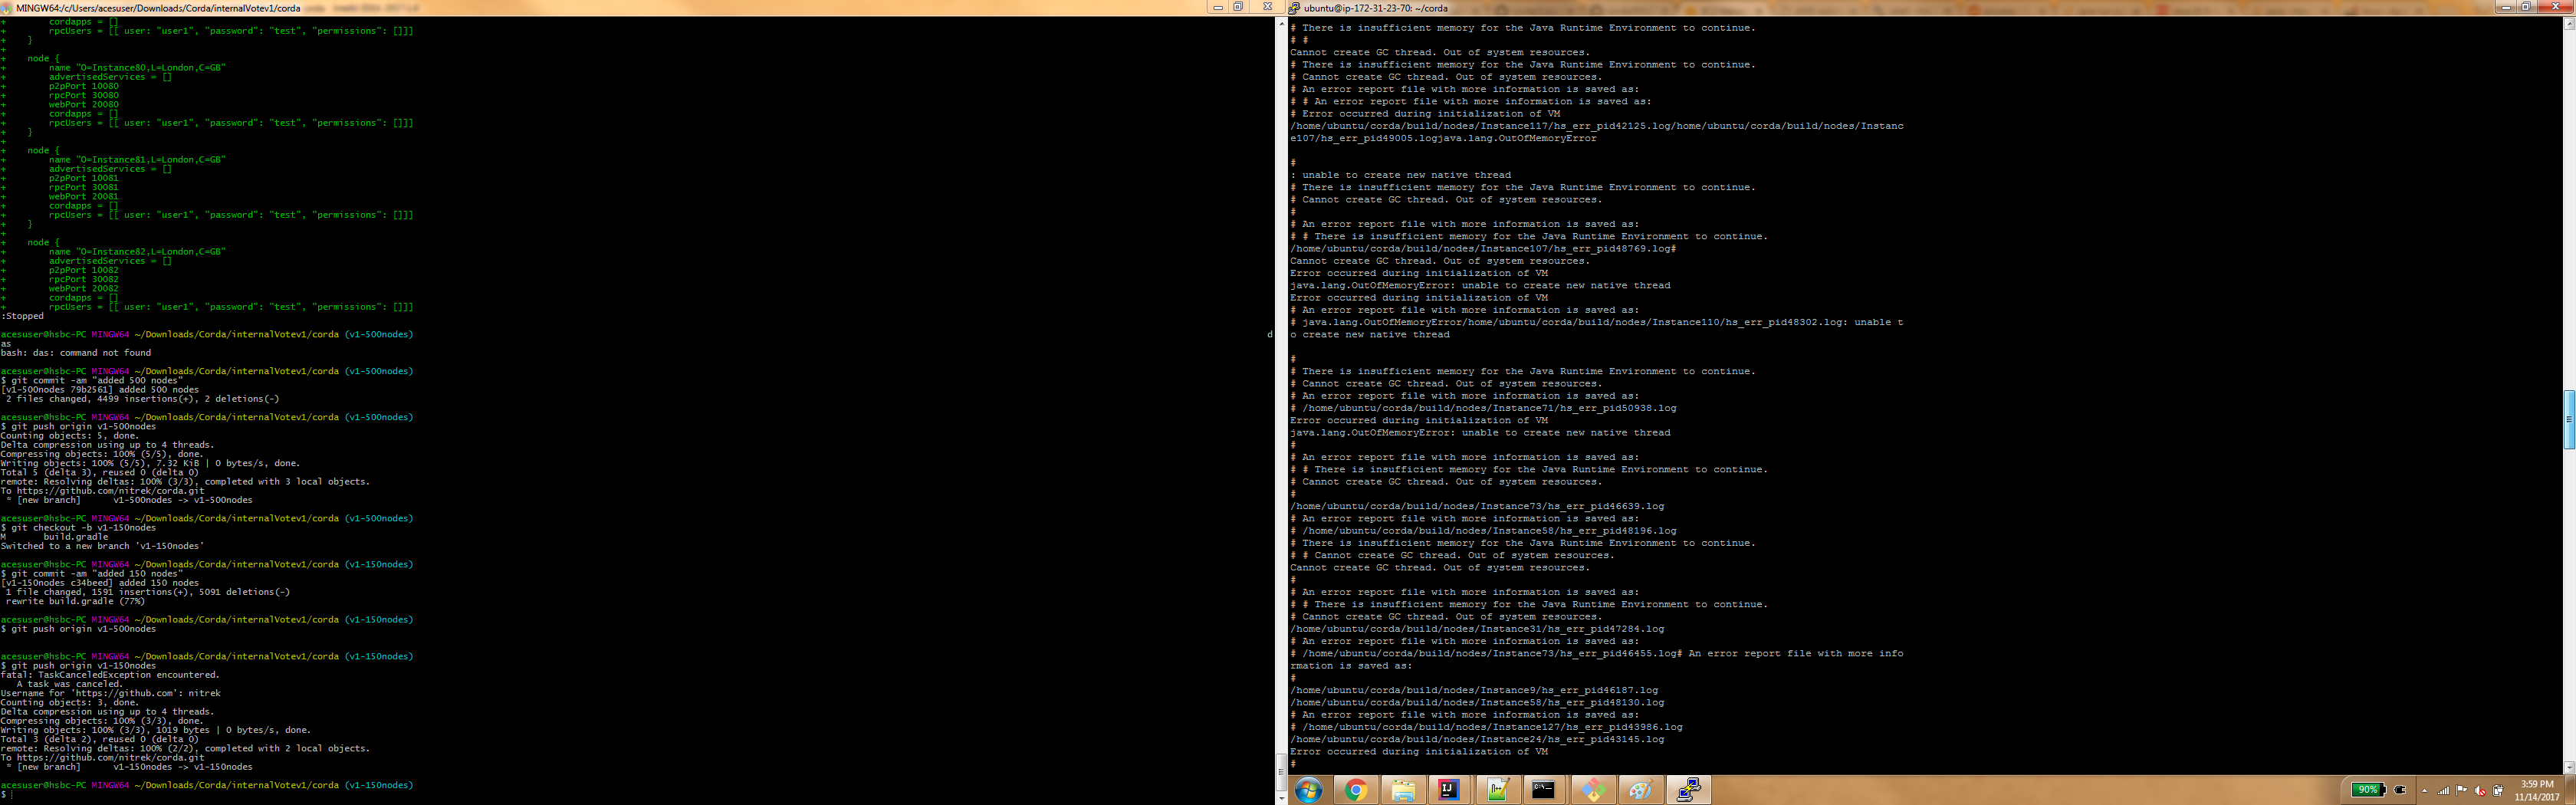 MINGW64:/c/Users/acesuser/Downloads/Corda/internalVotev1/corda
+         cordapps = []
+         rpcUsers = [[ user: "user1", "password": "test", "permissions": []]]
+     }
+
+     node {
+         name "O=Instance80,L=London,C=GB"
+         advertisedServices = []
+         p2pPort 10080
+         rpcPort 30080
+         webPort 20080
+         cordapps = []
+         rpcUsers = [[ user: "user1", "password": "test", "permissions": []]]
+     }
+
+     node {
+         name "O=Instance81,L=London,C=GB"
+         advertisedServices = []
+         p2pPort 10081
+         rpcPort 30081
+         webPort 20081
+         cordapps = []
+         rpcUsers = [[ user: "user1", "password": "test", "permissions": []]]
+     }
+
+     node {
+         name "O=Instance82,L=London,C=GB"
+         advertisedServices = []
+         p2pPort 10082
+         rpcPort 30082
+         webPort 20082
+         cordapps = []
+         rpcUsers = [[ user: "user1", "password": "test", "permissions": []]]
:Stopped
acesuser@hsbc-PC MINGW64 ~/Downloads/Corda/internalVotev1/corda (v1-500nodes) d
as
bash: das: command not found
acesuser@hsbc-PC MINGW64 ~/Downloads/Corda/internalVotev1/corda (v1-500nodes)
$ git commit -am "added 500 nodes"
[v1-500nodes 79b2561] added 500 nodes
2 files changed, 4499 insertions(+), 2 deletions(-)
acesuser@hsbc-PC MINGW64 ~/Downloads/Corda/internalVotev1/corda (v1-500nodes)
$ git push origin v1-500nodes
Counting objects: 5, done.
Delta compression using up to 4 threads.
Compressing objects: 100% (5/5), done.
Writing objects: 100% (5/5), 7.32 KiB | 0 bytes/s, done.
Total 5 (delta 3), reused 0 (delta 0)
remote: Resolving deltas: 100% (3/3), completed with 3 local objects.
To https://github.com/nitrek/corda.git
* [new branch]      v1-500nodes -> v1-500nodes
acesuser@hsbc-PC MINGW64 ~/Downloads/Corda/internalVotev1/corda (v1-500nodes)
$ git checkout -b v1-150nodes
M       build.gradle
Switched to a new branch 'v1-150nodes'
acesuser@hsbc-PC MINGW64 ~/Downloads/Corda/internalVotev1/corda (v1-150nodes)
$ git commit -am "added 150 nodes"
[v1-150nodes c34beed] added 150 nodes
1 file changed, 1591 insertions(+), 5091 deletions(-)
rewrite build.gradle (77%)
acesuser@hsbc-PC MINGW64 ~/Downloads/Corda/internalVotev1/corda (v1-150nodes)
$ git push origin v1-500nodes
acesuser@hsbc-PC MINGW64 ~/Downloads/Corda/internalVotev1/corda (v1-150nodes)
$ git push origin v1-150nodes
fatal: TaskCanceledException encountered.
A task was canceled.
Username for 'https://github.com': nitrek
Counting objects: 3, done.
Delta compression using up to 4 threads.
Compressing objects: 100% (3/3), done.
Writing objects: 100% (3/3), 1019 bytes | 0 bytes/s, done.
Total 3 (delta 2), reused 0 (delta 0)
remote: Resolving deltas: 100% (2/2), completed with 2 local objects.
To https://github.com/nitrek/corda.git
* [new branch]      v1-150nodes -> v1-150nodes
acesuser@hsbc-PC MINGW64 ~/Downloads/Corda/internalVotev1/corda (v1-150nodes)
$
ubuntu@ip-172-31-23-70: ~/corda
# There is insufficient memory for the Java Runtime Environment to continue.
# #
Cannot create GC thread. Out of system resources.
# There is insufficient memory for the Java Runtime Environment to continue.
# Cannot create GC thread. Out of system resources.
# An error report file with more information is saved as:
# # An error report file with more information is saved as:
# Error occurred during initialization of VM
/home/ubuntu/corda/build/nodes/Instance117/hs_err_pid42125.log/home/ubuntu/corda/build/nodes/Instanc
e107/hs_err_pid49005.logjava.lang.OutOfMemoryError
#
: unable to create new native thread
# There is insufficient memory for the Java Runtime Environment to continue.
# Cannot create GC thread. Out of system resources.
#
# An error report file with more information is saved as:
# # There is insufficient memory for the Java Runtime Environment to continue.
/home/ubuntu/corda/build/nodes/Instance107/hs_err_pid48769.log#
Cannot create GC thread. Out of system resources.
Error occurred during initialization of VM
java.lang.OutOfMemoryError: unable to create new native thread
Error occurred during initialization of VM
# An error report file with more information is saved as:
# java.lang.OutOfMemoryError/home/ubuntu/corda/build/nodes/Instance110/hs_err_pid48302.log: unable t
o create new native thread
#
# There is insufficient memory for the Java Runtime Environment to continue.
# Cannot create GC thread. Out of system resources.
# An error report file with more information is saved as:
# /home/ubuntu/corda/build/nodes/Instance71/hs_err_pid50938.log
Error occurred during initialization of VM
java.lang.OutOfMemoryError: unable to create new native thread
#
# An error report file with more information is saved as:
# # There is insufficient memory for the Java Runtime Environment to continue.
# Cannot create GC thread. Out of system resources.
#
/home/ubuntu/corda/build/nodes/Instance73/hs_err_pid46639.log
# An error report file with more information is saved as:
# /home/ubuntu/corda/build/nodes/Instance58/hs_err_pid48196.log
# There is insufficient memory for the Java Runtime Environment to continue.
# # Cannot create GC thread. Out of system resources.
Cannot create GC thread. Out of system resources.
#
# An error report file with more information is saved as:
# # There is insufficient memory for the Java Runtime Environment to continue.
# Cannot create GC thread. Out of system resources.
/home/ubuntu/corda/build/nodes/Instance31/hs_err_pid47284.log
# An error report file with more information is saved as:
# /home/ubuntu/corda/build/nodes/Instance73/hs_err_pid46455.log# An error report file with more info
rmation is saved as:
#
/home/ubuntu/corda/build/nodes/Instance9/hs_err_pid46187.log
/home/ubuntu/corda/build/nodes/Instance58/hs_err_pid48130.log
# An error report file with more information is saved as:
# /home/ubuntu/corda/build/nodes/Instance127/hs_err_pid43986.log
/home/ubuntu/corda/build/nodes/Instance24/hs_err_pid43145.log
Error occurred during initialization of VM
#
90%
3:59 PM
11/14/2017